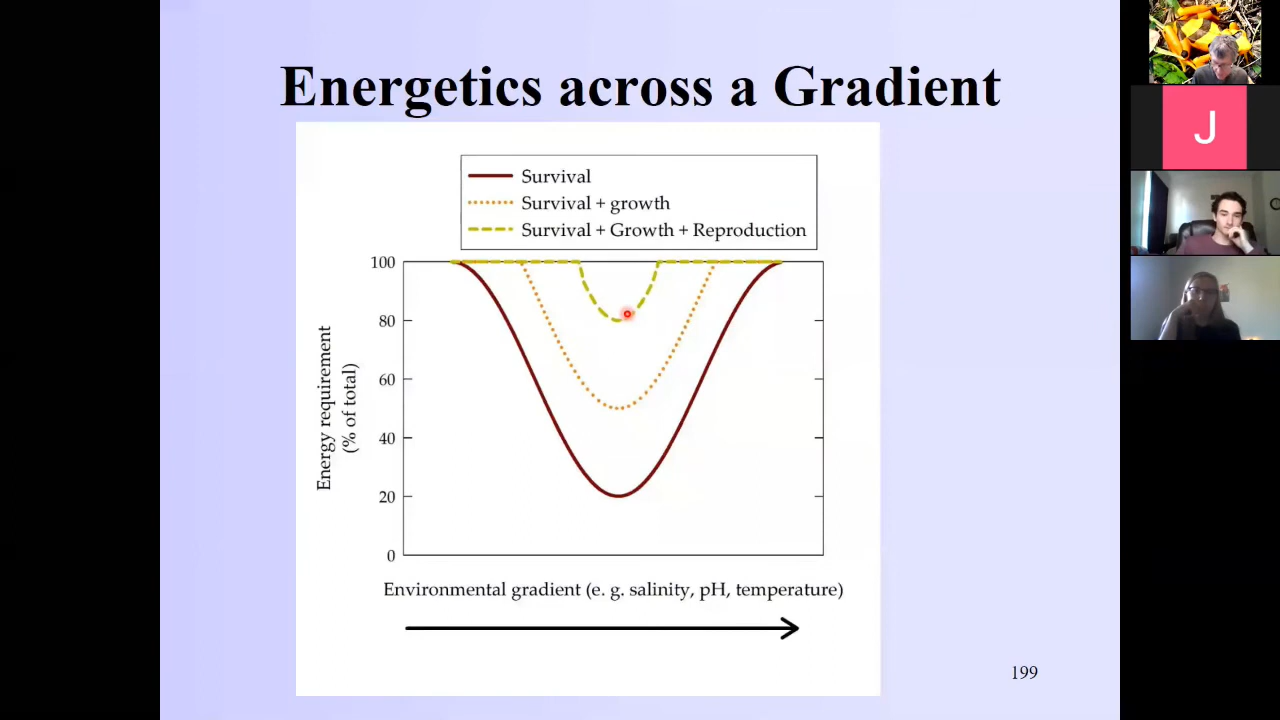 Energetics across a Gradient
Survival
Survival + growth
Survival + Growth + Reproduction
100
80
60
40
20
0
Energy requirement
(% of total)
Environmental gradient (e. g. salinity, pH, temperature)
199
J